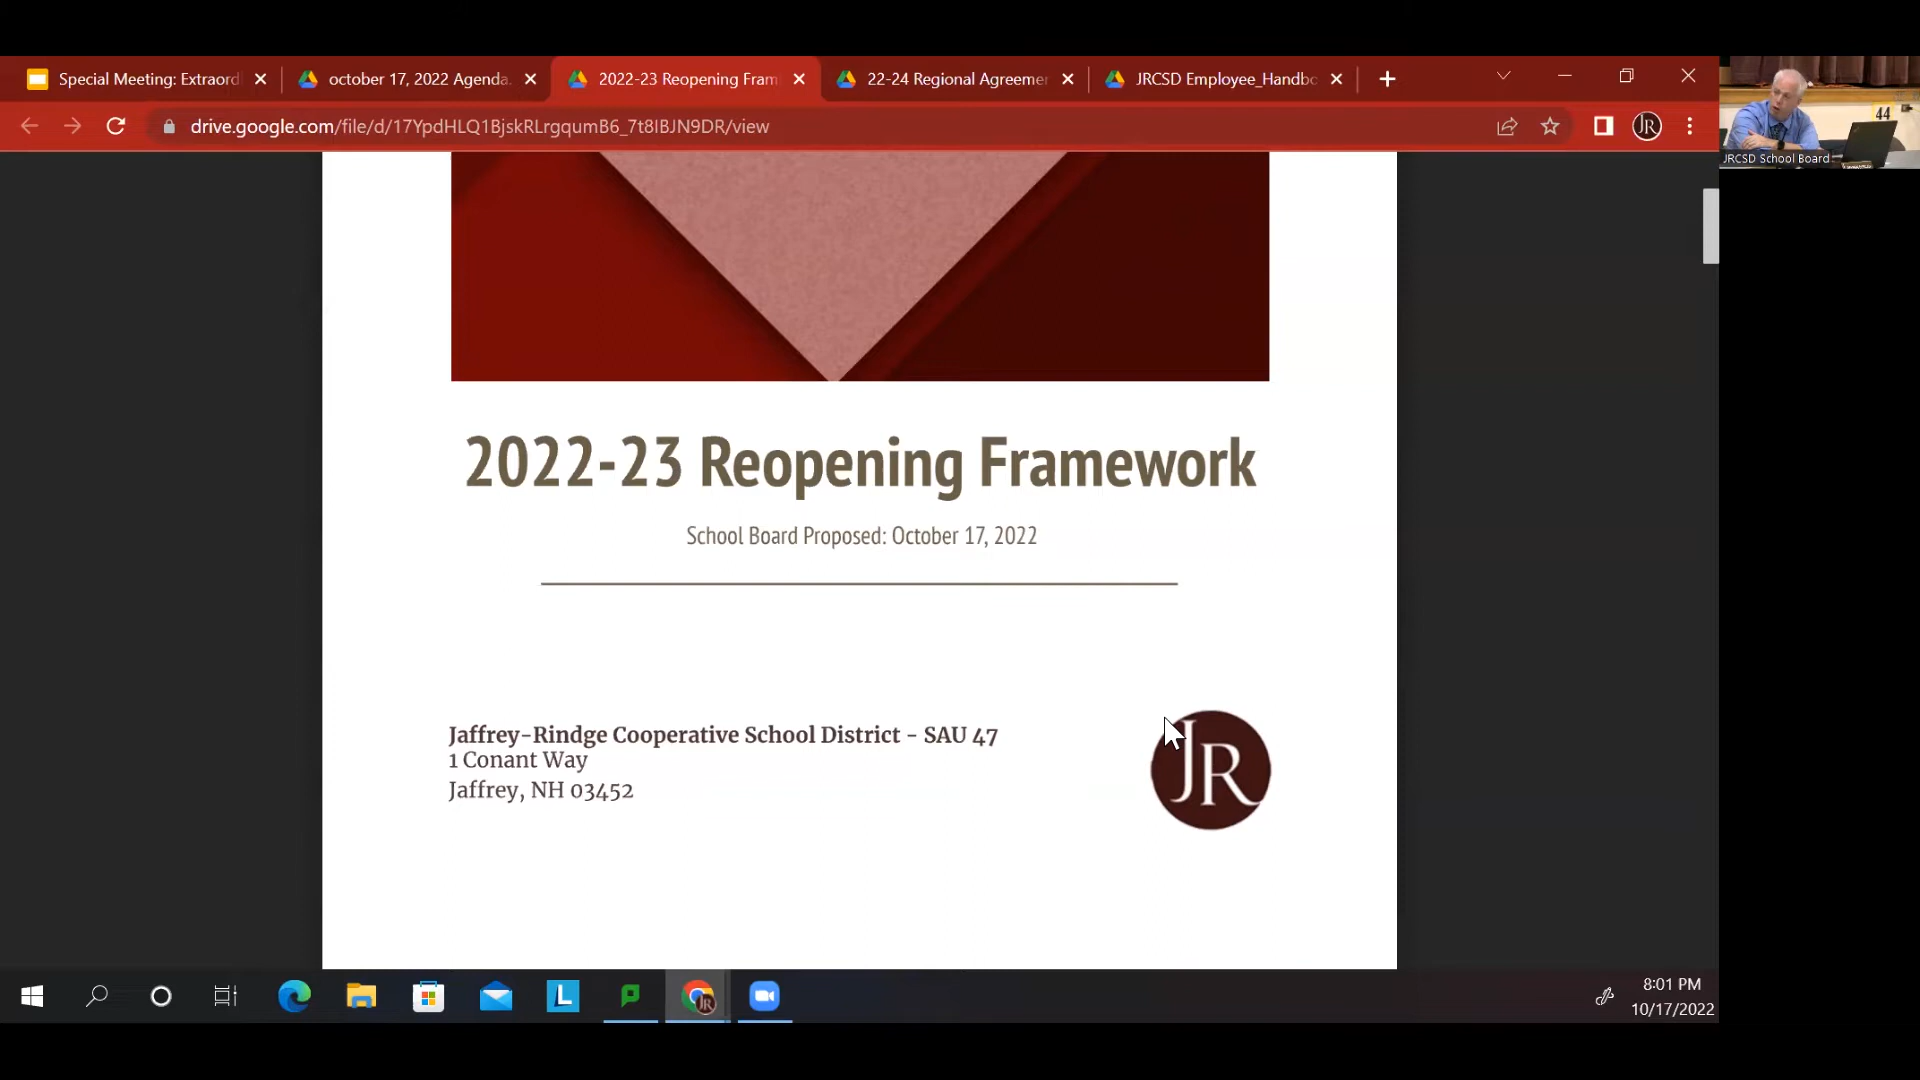 Special Meeting: Extraord
october 17, 2022 Agenda.
2022-23 Reopening Fram
22-24 Regional Agreemer
JRCSD Employee_Handbo
drive.google.com/file/d/17YpdHLQ1BjskRLrgqumB6_7t8IBJN9DR/view
JR
44
JRCSD School Board
2022-23 Reopening Framework
School Board Proposed: October 17, 2022
Jaffrey-Rindge Cooperative School District - SAU 47
1 Conant Way
Jaffrey, NH 03452
JR
L
JR
8:01 PM
10/17/2022